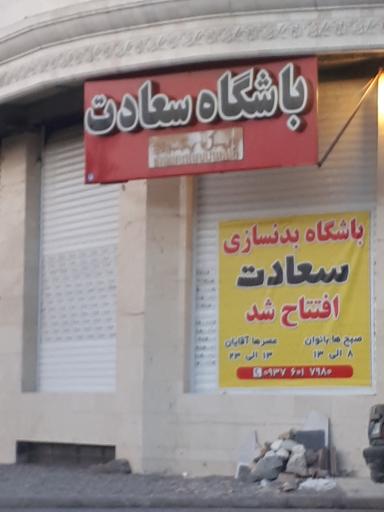 باشگاه سعادت
باشگاه بدنسازی
سعادت
افتتاح شد
صبح ها بانوان
۸ الی ۱۳
عصرها آقایان
۱۳ الی ۲۳
۰۹۳۷ ۶۰۱ ۷۹۸۰